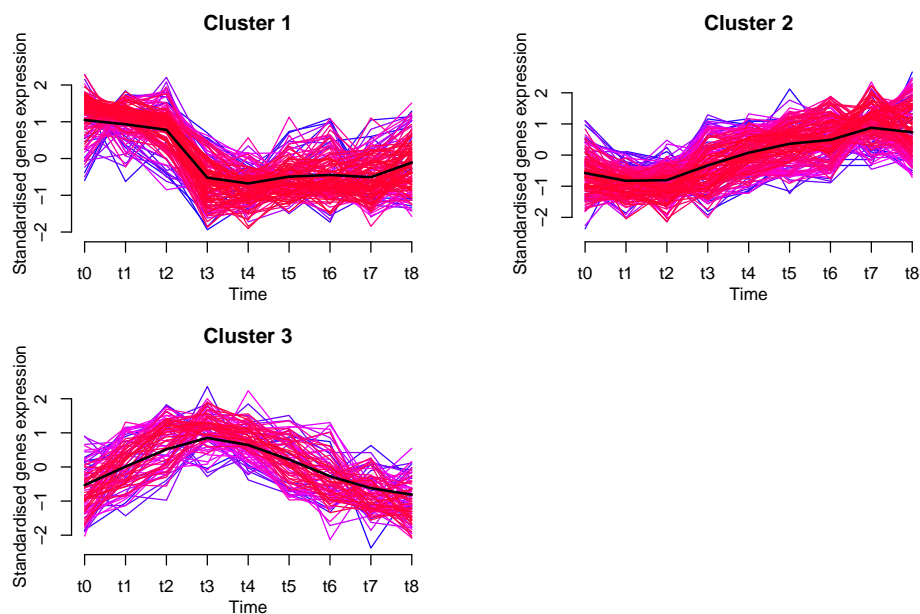 Cluster 1
Standardised genes expression
2
1
0
−1
−2
t0 t1 t2 t3 t4 t5 t6 t7 t8
Time
Cluster 2
Standardised genes expression
2
1
0
−1
−2
t0 t1 t2 t3 t4 t5 t6 t7 t8
Time
Cluster 3
Standardised genes expression
2
1
0
−1
−2
t0 t1 t2 t3 t4 t5 t6 t7 t8
Time